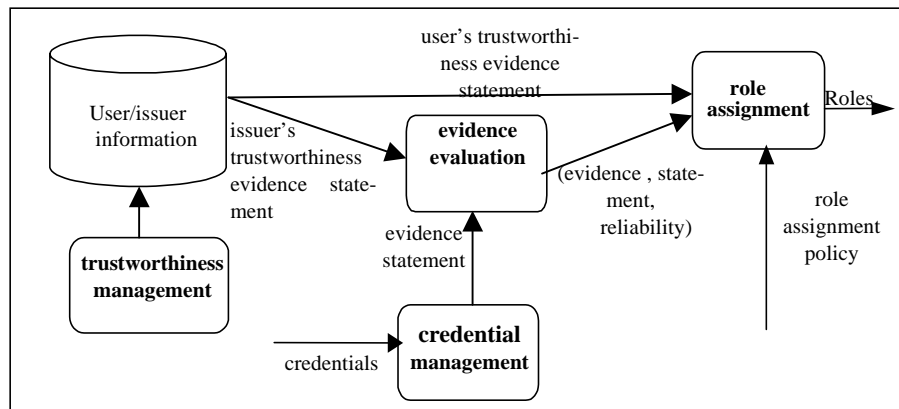 user's trustworthi-
ness evidence
statement
User/issuer
information
issuer's
trustworthiness
evidence state-
ment
evidence
evaluation
role
assignment
Roles
(evidence , state-
ment,
reliability)
role
assignment
policy
evidence
statement
trustworthiness
management
credentials
credential
management